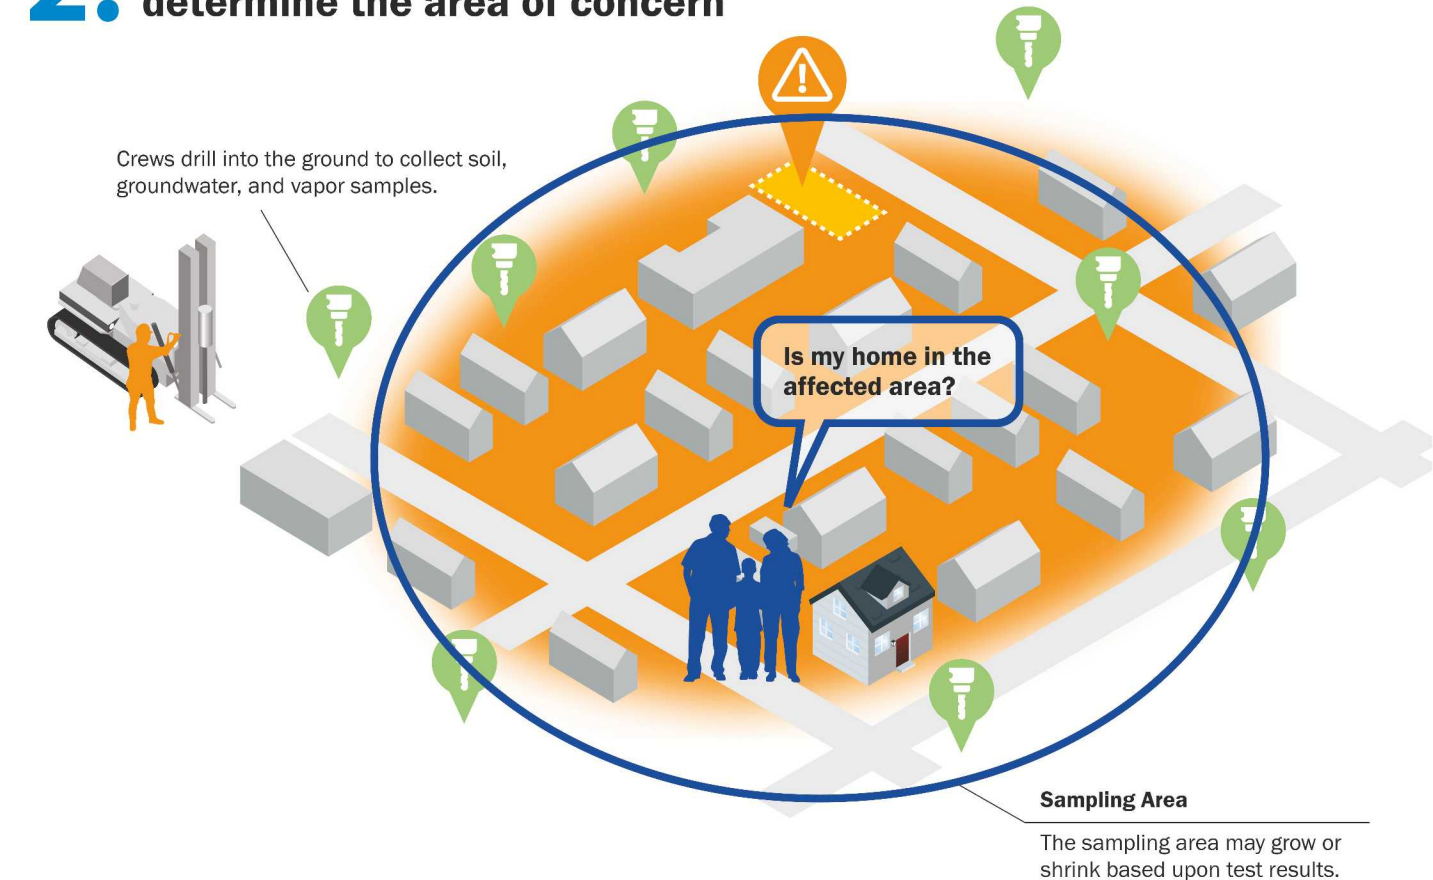 2. determine the area of concern
Crews drill into the ground to collect soil,
groundwater, and vapor samples.
Is my home in the
affected area?
Sampling Area
The sampling area may grow or
shrink based upon test results.